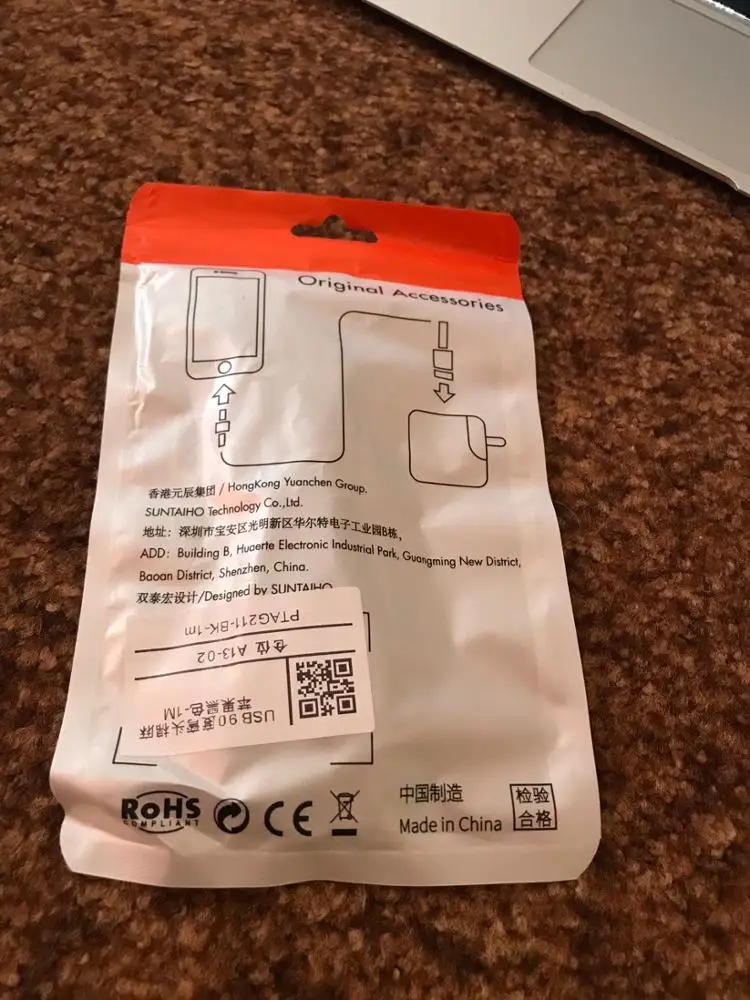 Original Accessories
香港元辰集团 / HongKong Yuanchen Group.
SUNTAIHO Technology Co.,Ltd.
地址：深圳市宝安区光明新区华尔特电子工业园B栋，
ADD：Building B, Huaerte Electronic Industrial Park, Guangming New District,
Baoan District, Shenzhen, China.
双泰宏设计/Designed by SUNTAIHO
USB 90度弯头棉麻
苹果黑色-1M
仓位 A13-02
PTAG211-BK-1m
RoHS
COMPLIANT
CE
中国制造
Made in China
检验
合格